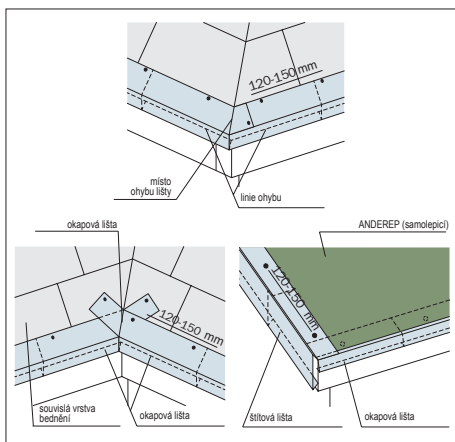 120-150 mm
místo
ohybu lišty
linie ohybu
okapová lišta
ANDEREP (samolepicí)
120-150 mm
120-150 mm
souvislá vrstva
bednění
okapová lišta
štítová lišta
okapová lišta